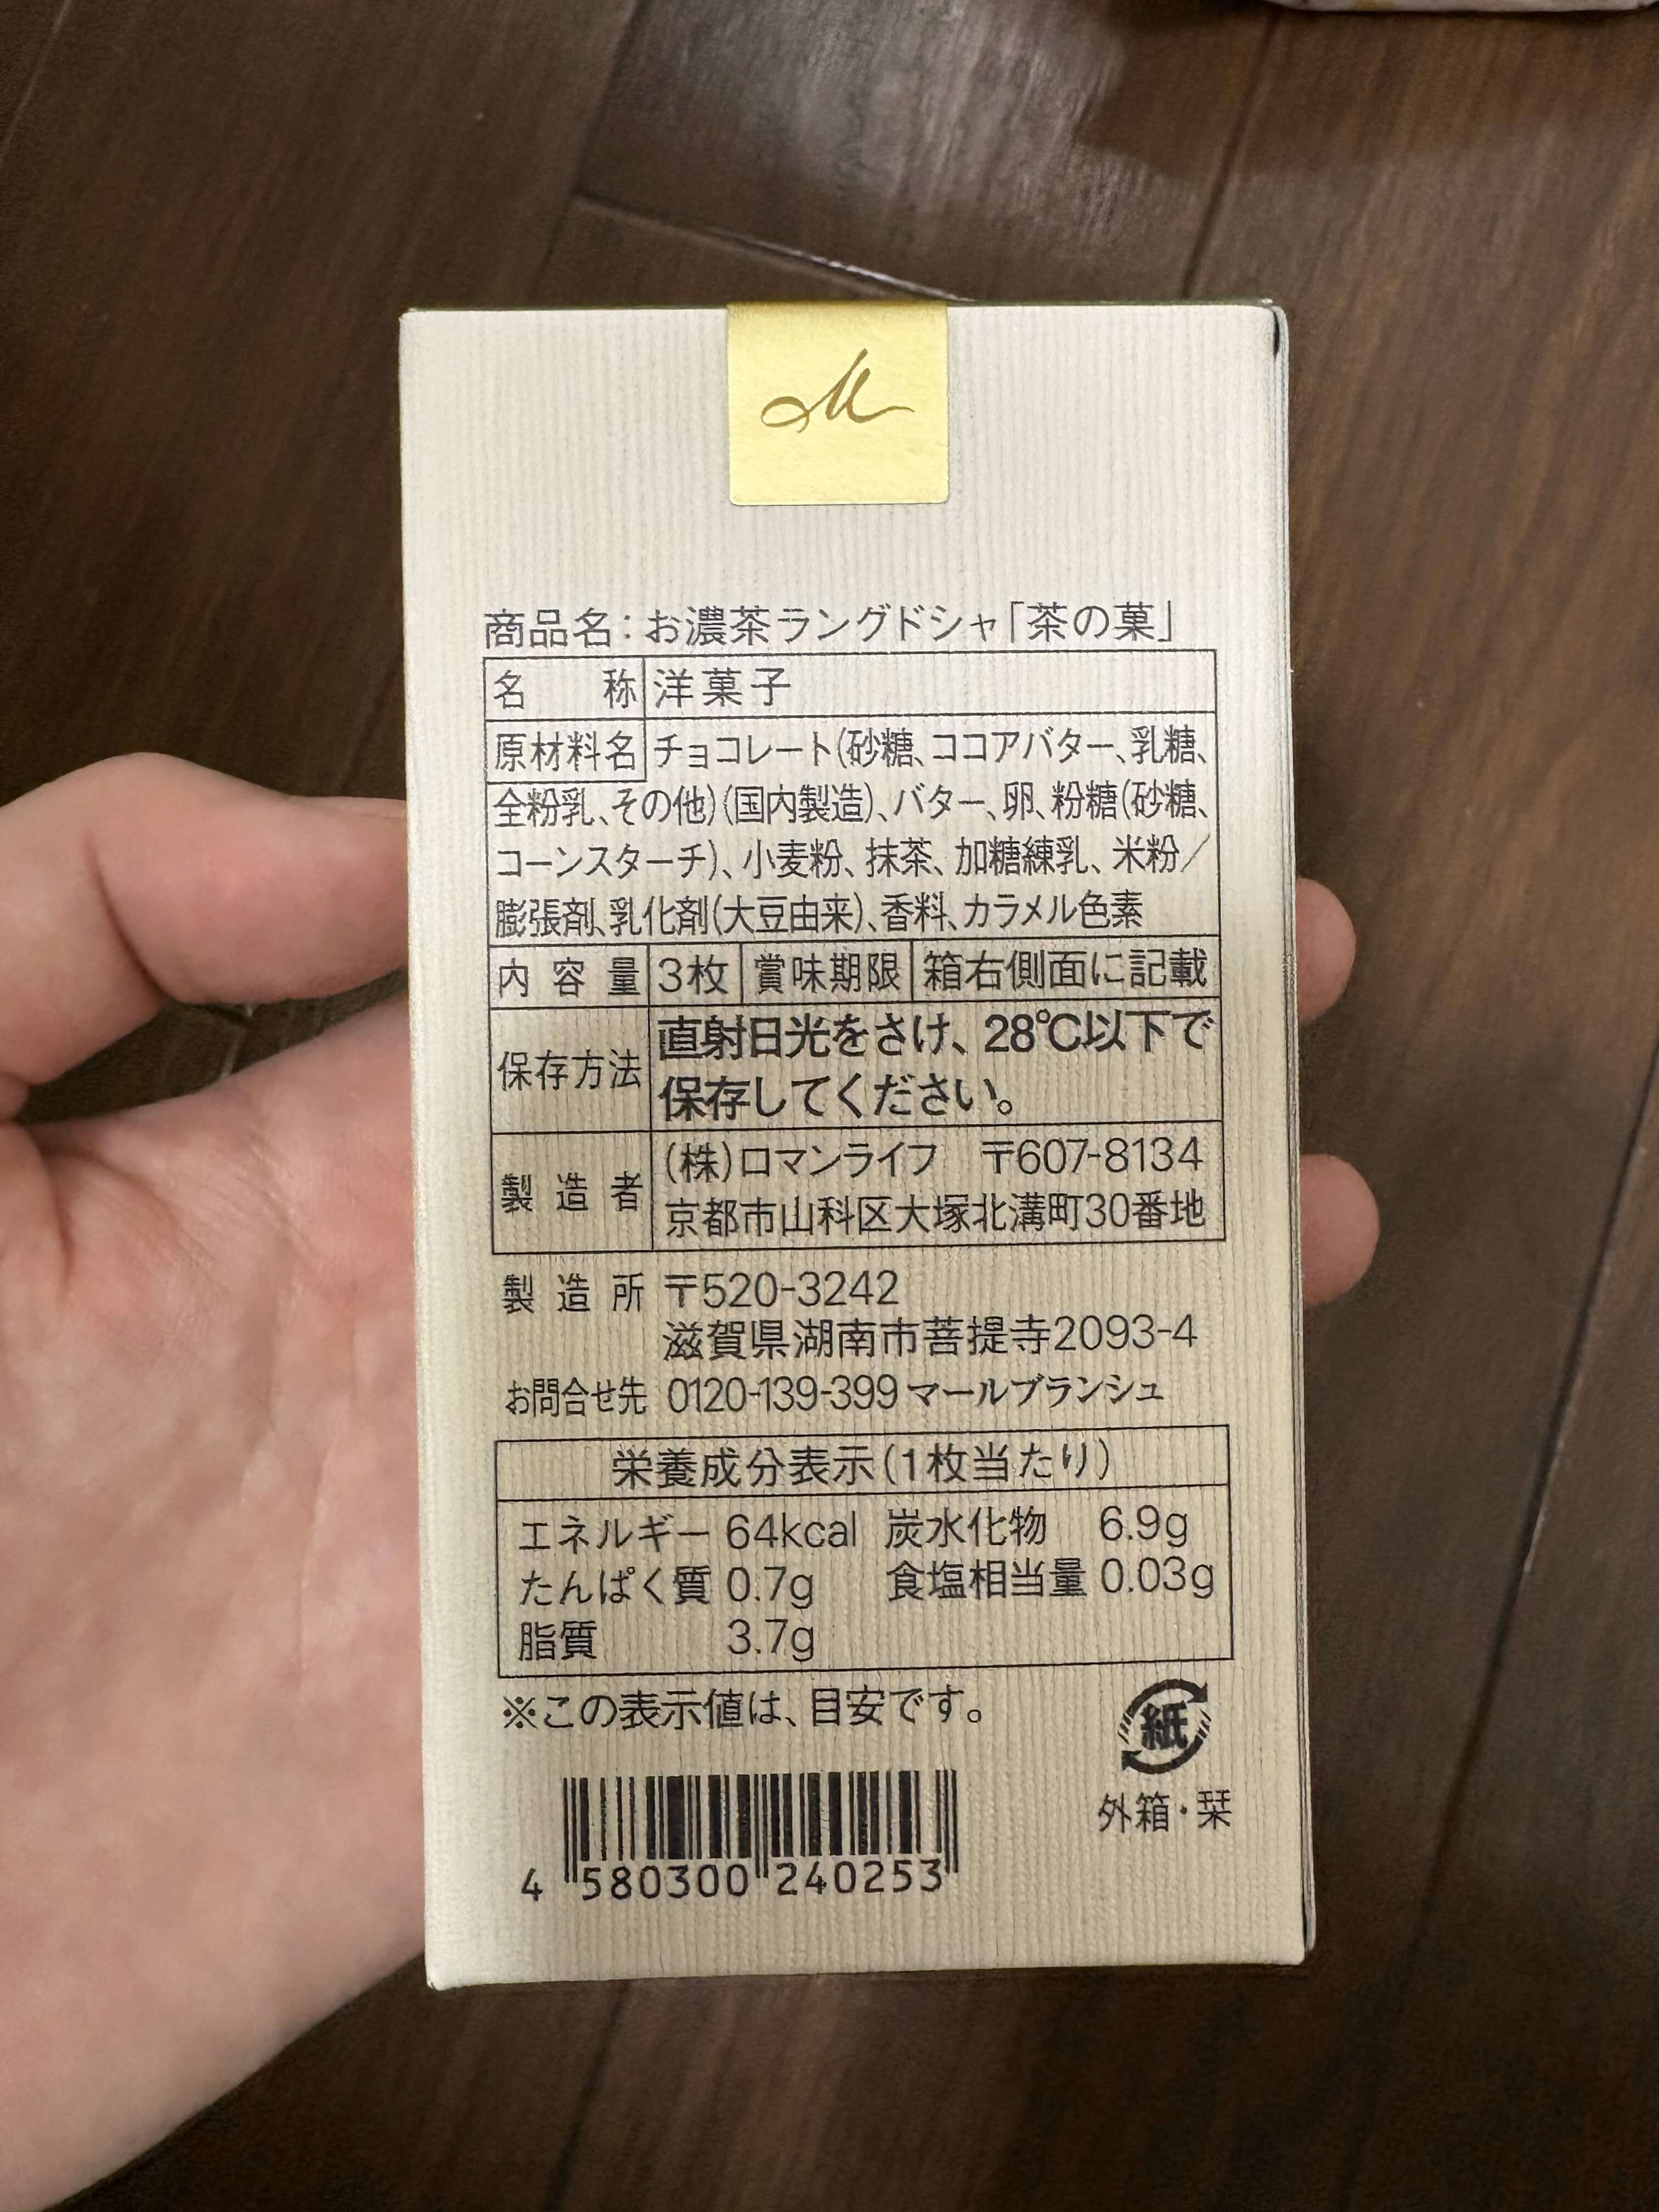 商品名：お濃茶ラングドシャ「茶の菓」
名　称 洋菓子
原材料名 チョコレート(砂糖、ココアバター、乳糖、
全粉乳、その他)(国内製造)、バター、卵、粉糖(砂糖、
コーンスターチ)、小麦粉、抹茶、加糖練乳、米粉／
膨張剤、乳化剤(大豆由来)、香料、カラメル色素
内容量 3枚 賞味期限 箱右側面に記載
保存方法 直射日光をさけ、28℃以下で
保存してください。
製造者 (株)ロマンライフ　〒607-8134
京都市山科区大塚北溝町30番地
製造所 〒520-3242
滋賀県湖南市菩提寺2093-4
お問合せ先 0120-139-399 マールブランシュ
栄養成分表示(1枚当たり)
エネルギー 64kcal 炭水化物 6.9g
たんぱく質 0.7g 食塩相当量 0.03g
脂質 3.7g
※この表示値は、目安です。
紙
外箱・栞
4 580300 240253